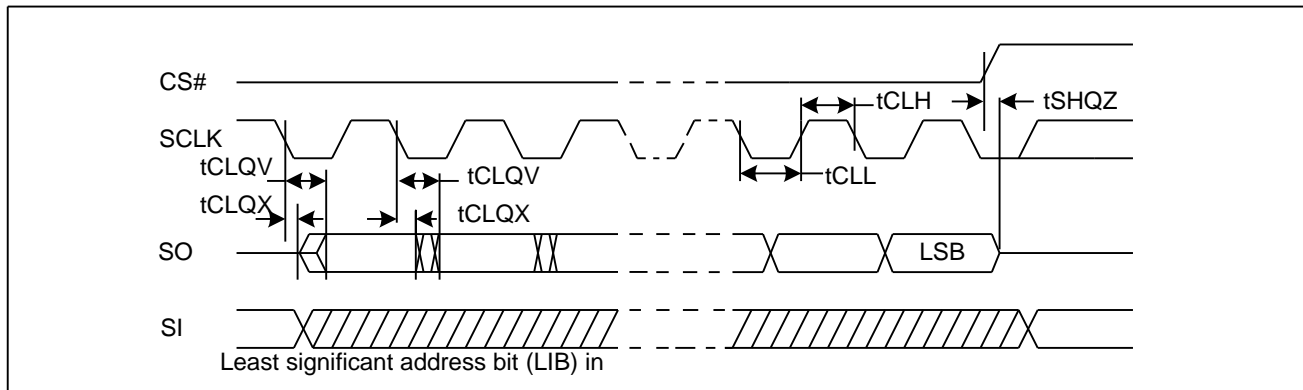 CS#
tCLH
tSHQZ
SCLK
tCLQV
tCLQV
tCLL
tCLQX
tCLQX
SO
LSB
SI
Least significant address bit (LIB) in